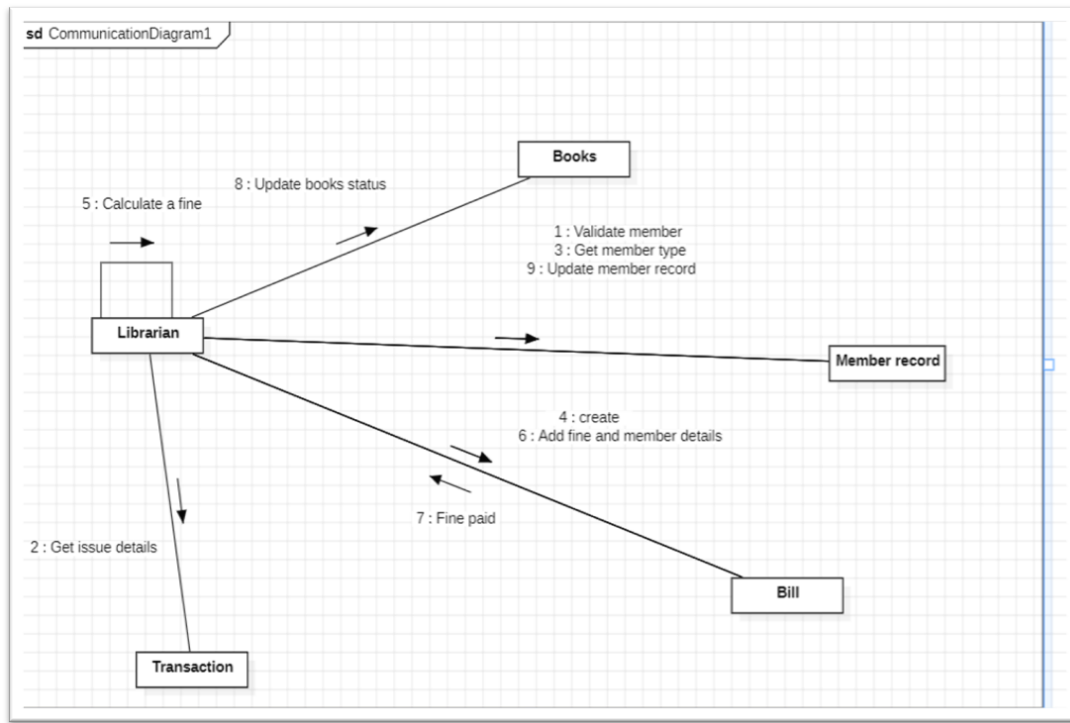 sd CommunicationDiagram1
Books
8 : Update books status
5 : Calculate a fine
1 : Validate member
3 : Get member type
9 : Update member record
Librarian
Member record
4 : create
6 : Add fine and member details
7 : Fine paid
2 : Get issue details
Bill
Transaction